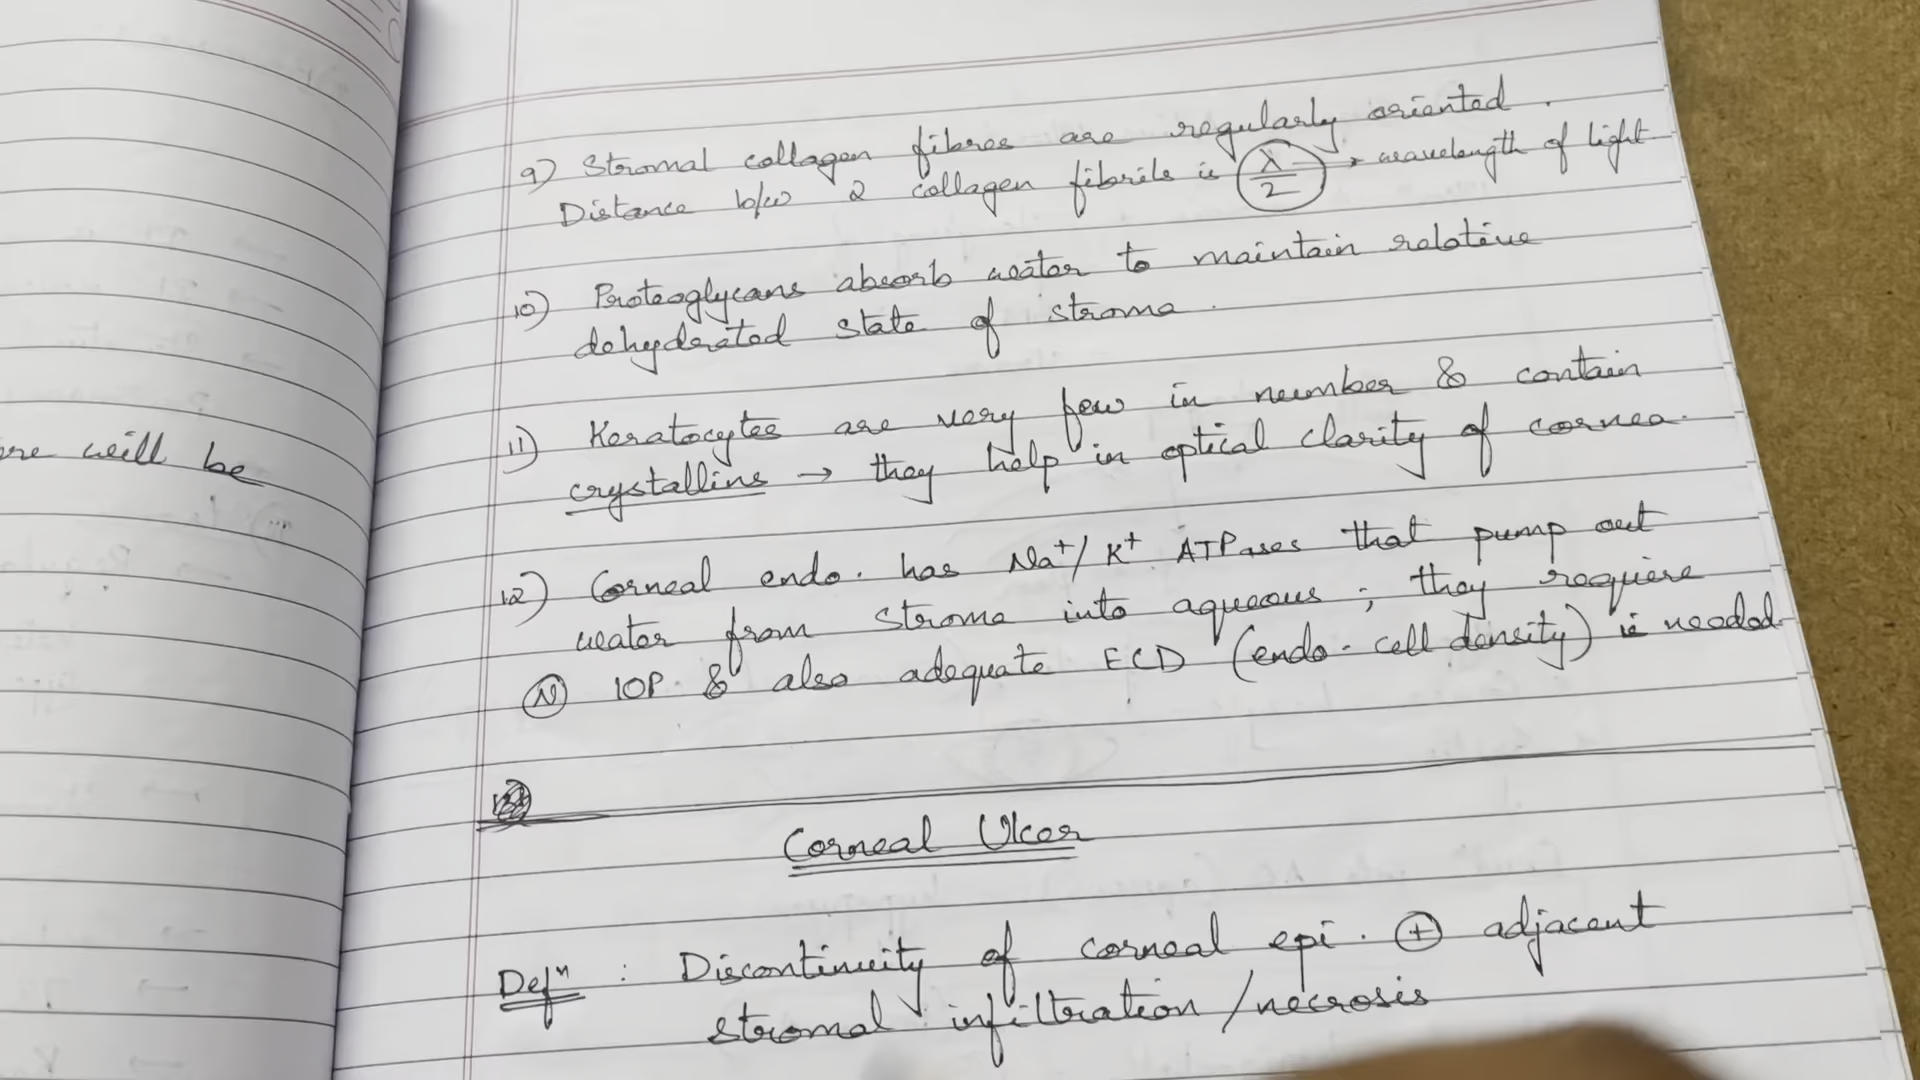 9) Stromal collagen fibres are regularly oriented.
Distance b/w 2 collagen fibrils is λ/2 → wavelength of light
10) Proteoglycans absorb water to maintain relative
dehyderated state of stroma.
11) Keratocytes are very few in number & contain
crystallins → they help in optical clarity of cornea.
12) Corneal endo. has Na+/K+ ATPases that pump out
water from stroma into aqueous ; they require
Ⓝ IOP & also adequate ECD (endo. cell density) is needed.
Corneal Ulcer
Defⁿ : Discontinuity of corneal epi. ⊕ adjacent
stromal infiltration/necrosis
will be